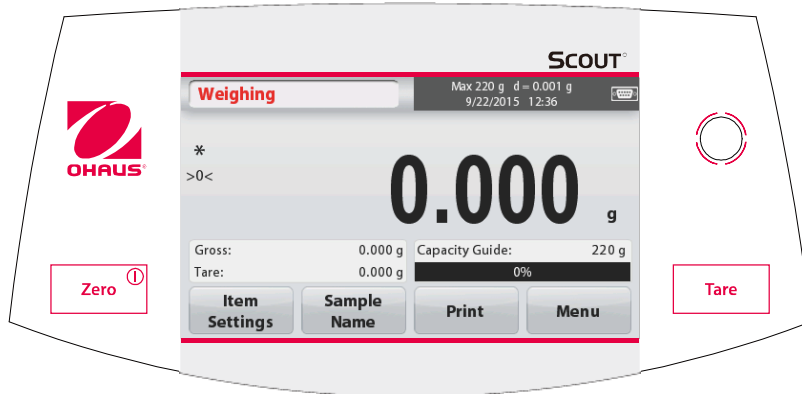 SCOUT
Weighing
Max 220 g d = 0.001 g
9/22/2015 12:36
OHAUS
*
>0<
0.000 g
Gross: 0.000 g
Tare: 0.000 g
Capacity Guide: 220 g
0%
Zero
Item
Settings
Sample
Name
Print
Menu
Tare